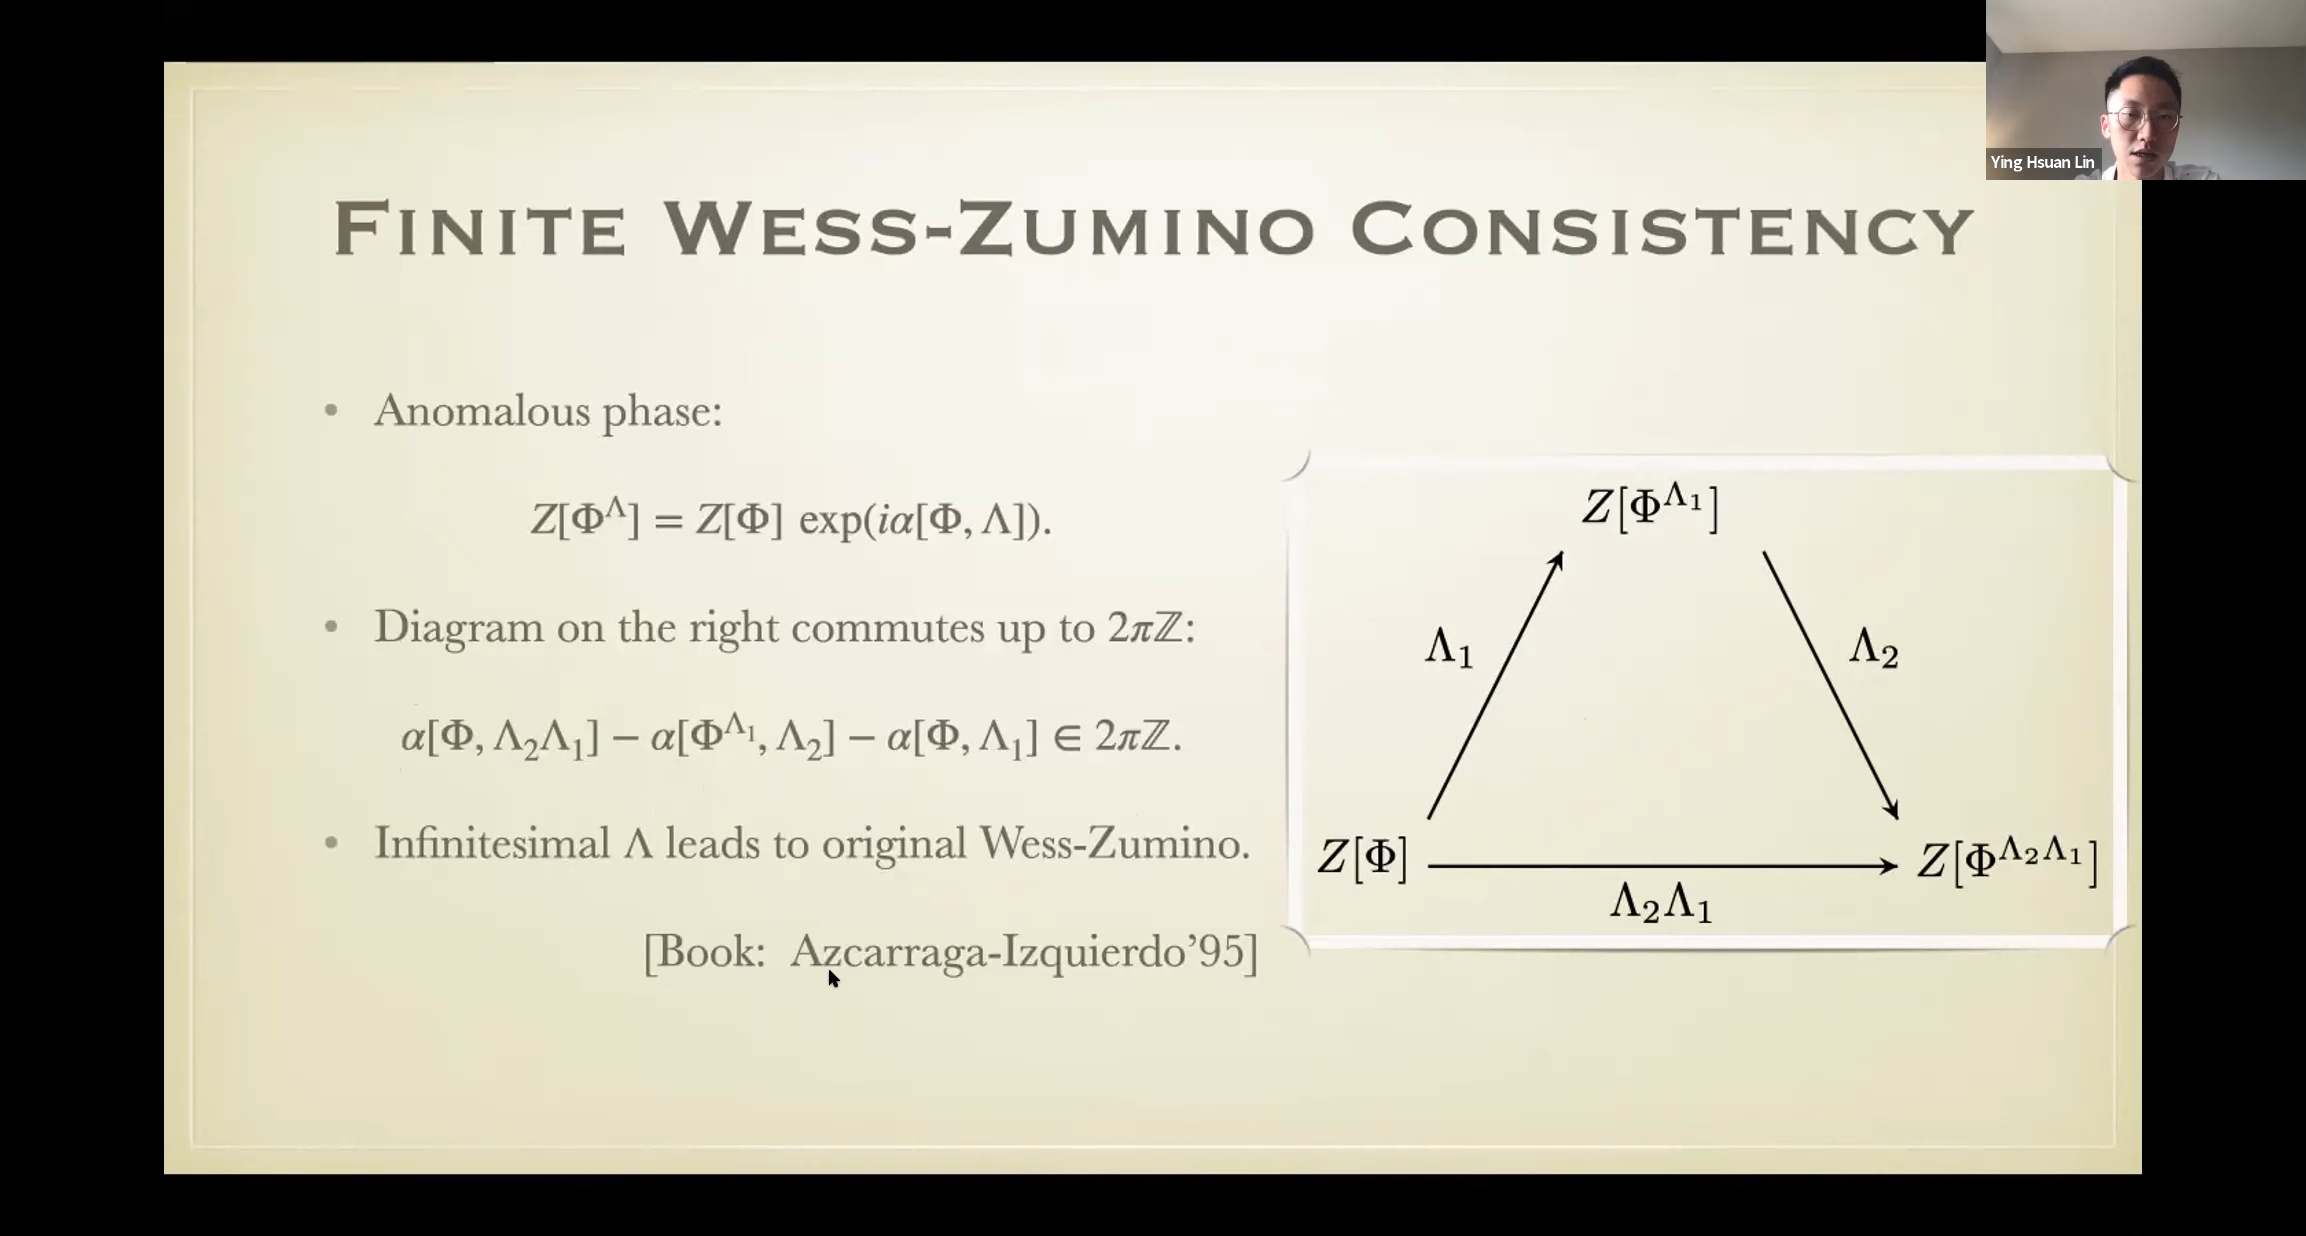 Ying Hsuan Lin
FINITE WESS-ZUMINO CONSISTENCY
• Anomalous phase:
Z[Φ^Λ] = Z[Φ] exp(iα[Φ, Λ]).
• Diagram on the right commutes up to 2πℤ:
α[Φ, Λ₂Λ₁] − α[Φ^Λ₁, Λ₂] − α[Φ, Λ₁] ∈ 2πℤ.
• Infinitesimal Λ leads to original Wess-Zumino.
[Book: Azcarraga-Izquierdo’95]
Z[Φ^Λ₁]
Λ₁
Λ₂
Z[Φ]
Z[Φ^Λ₂Λ₁]
Λ₂Λ₁